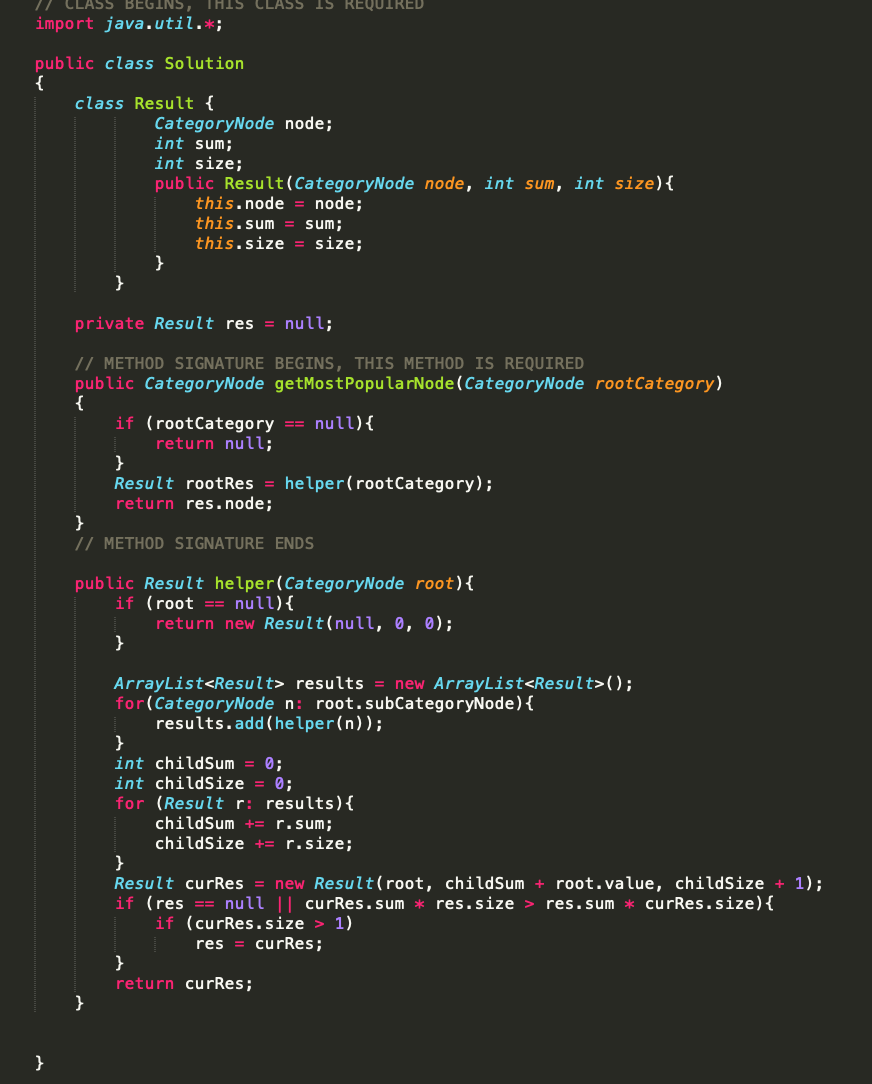 // CLASS BEGINS, THIS CLASS IS REQUIRED
import java.util.*;
public class Solution
{
class Result {
CategoryNode node;
int sum;
int size;
public Result(CategoryNode node, int sum, int size){
this.node = node;
this.sum = sum;
this.size = size;
}
}
private Result res = null;
// METHOD SIGNATURE BEGINS, THIS METHOD IS REQUIRED
public CategoryNode getMostPopularNode(CategoryNode rootCategory)
{
if (rootCategory == null){
return null;
}
Result rootRes = helper(rootCategory);
return res.node;
}
// METHOD SIGNATURE ENDS
public Result helper(CategoryNode root){
if (root == null){
return new Result(null, 0, 0);
}
ArrayList<Result> results = new ArrayList<Result>();
for(CategoryNode n: root.subCategoryNode){
results.add(helper(n));
}
int childSum = 0;
int childSize = 0;
for (Result r: results){
childSum += r.sum;
childSize += r.size;
}
Result curRes = new Result(root, childSum + root.value, childSize + 1);
if (res == null || curRes.sum * res.size > res.sum * curRes.size){
if (curRes.size > 1)
res = curRes;
}
return curRes;
}
}